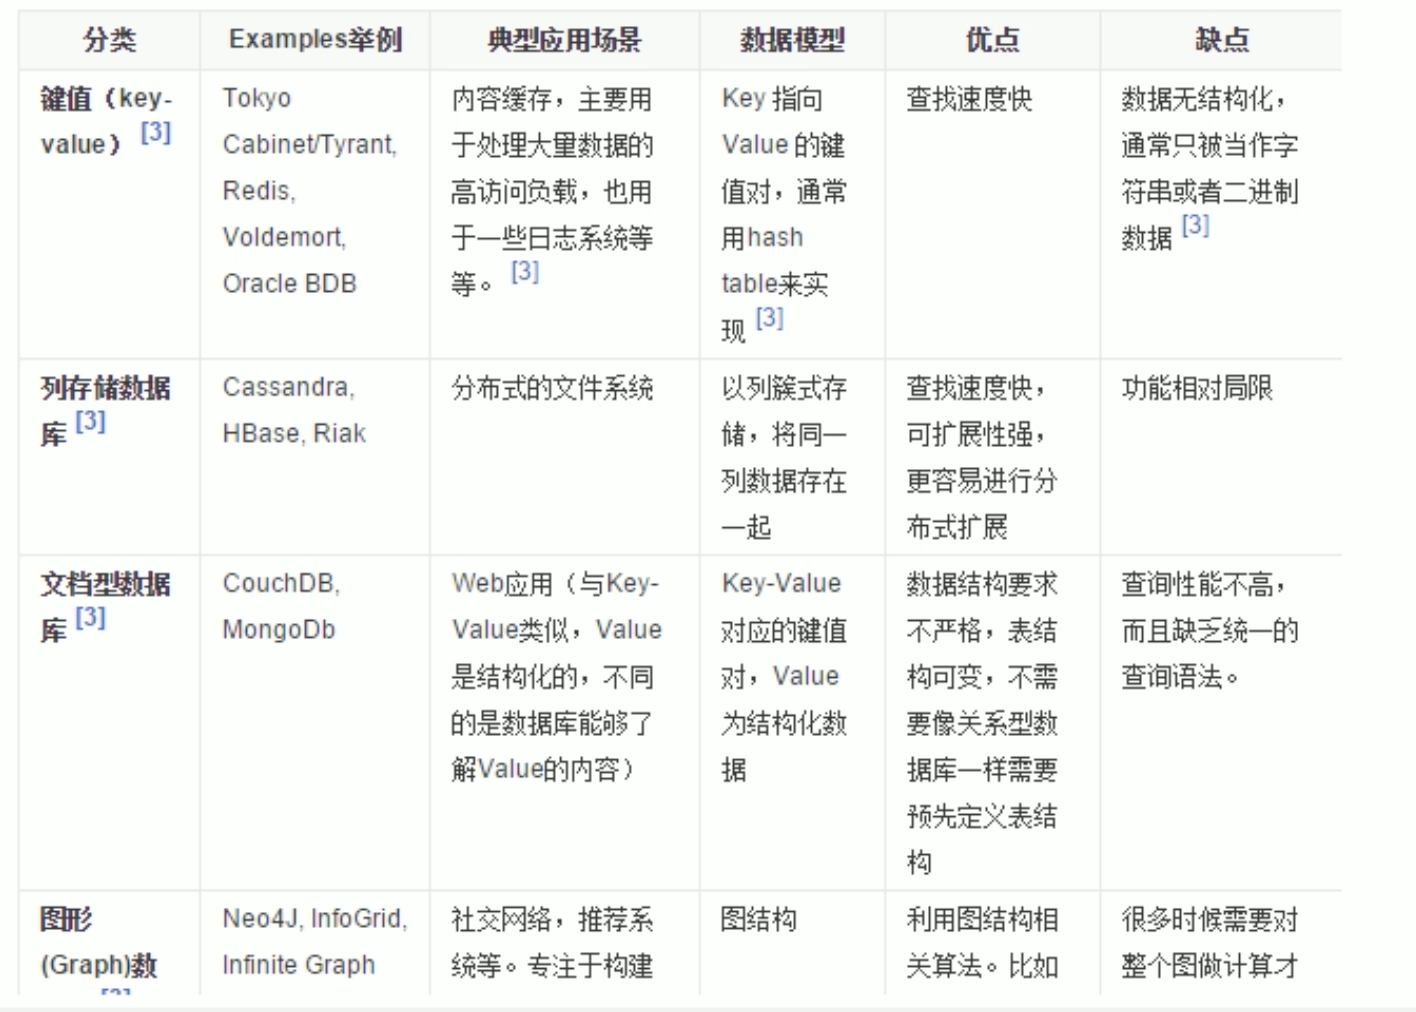 分类
Examples举例
典型应用场景
数据模型
优点
缺点
键值（key-
value）[3]
Tokyo
Cabinet/Tyrant,
Redis,
Voldemort,
Oracle BDB
内容缓存，主要用
于处理大量数据的
高访问负载，也用
于一些日志系统等
等。[3]
Key 指向
Value 的键
值对，通常
用hash
table来实
现[3]
查找速度快
数据无结构化，
通常只被当作字
符串或者二进制
数据[3]
列存储数据
库[3]
Cassandra,
HBase, Riak
分布式的文件系统
以列簇式存
储，将同一
列数据存在
一起
查找速度快，
可扩展性强，
更容易进行分
布式扩展
功能相对局限
文档型数据
库[3]
CouchDB,
MongoDb
Web应用（与Key-
Value类似，Value
是结构化的，不同
的是数据库能够了
解Value的内容）
Key-Value
对应的键值
对，Value
为结构化数
据
数据结构要求
不严格，表结
构可变，不需
要像关系型数
据库一样需要
预先定义表结
构
查询性能不高，
而且缺乏统一的
查询语法。
图形
(Graph)数
[3]
Neo4J, InfoGrid,
Infinite Graph
社交网络，推荐系
统等。专注于构建
图结构
利用图结构相
关算法。比如
很多时候需要对
整个图做计算才